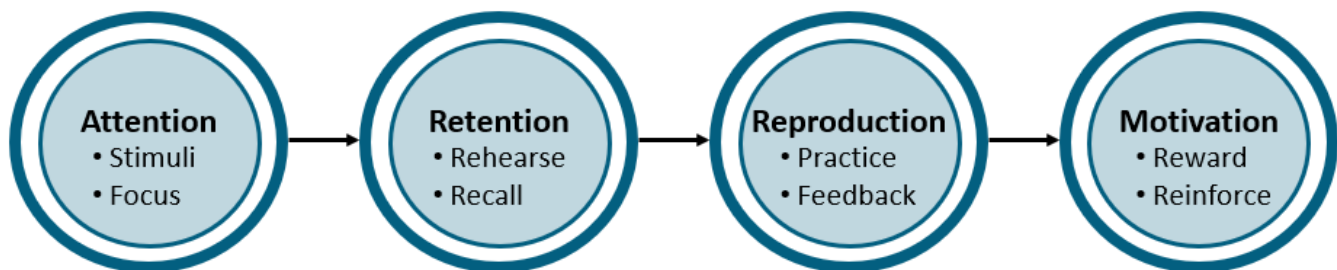 Attention
• Stimuli
• Focus
Retention
• Rehearse
• Recall
Reproduction
• Practice
• Feedback
Motivation
• Reward
• Reinforce